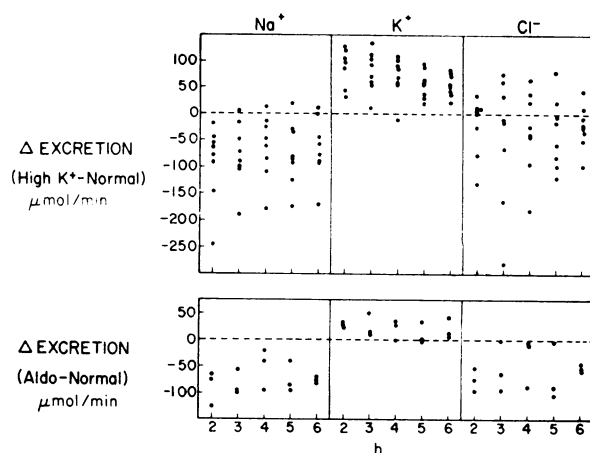 Na⁺ K⁺ Cl⁻
100
50
0
-50
-100
-150
-200
-250
Δ EXCRETION
(High K⁺-Normal)
μmol/min
50
0
-50
-100
Δ EXCRETION
(Aldo-Normal)
μmol/min
2 3 4 5 6 2 3 4 5 6 2 3 4 5 6
h